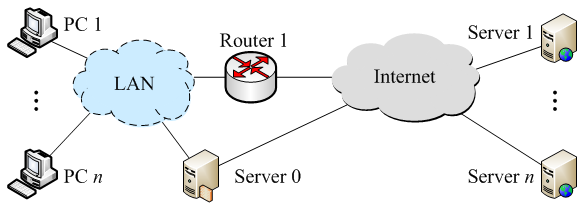 PC 1
Router 1
Server 1
LAN
Internet
PC n
Server 0
Server n